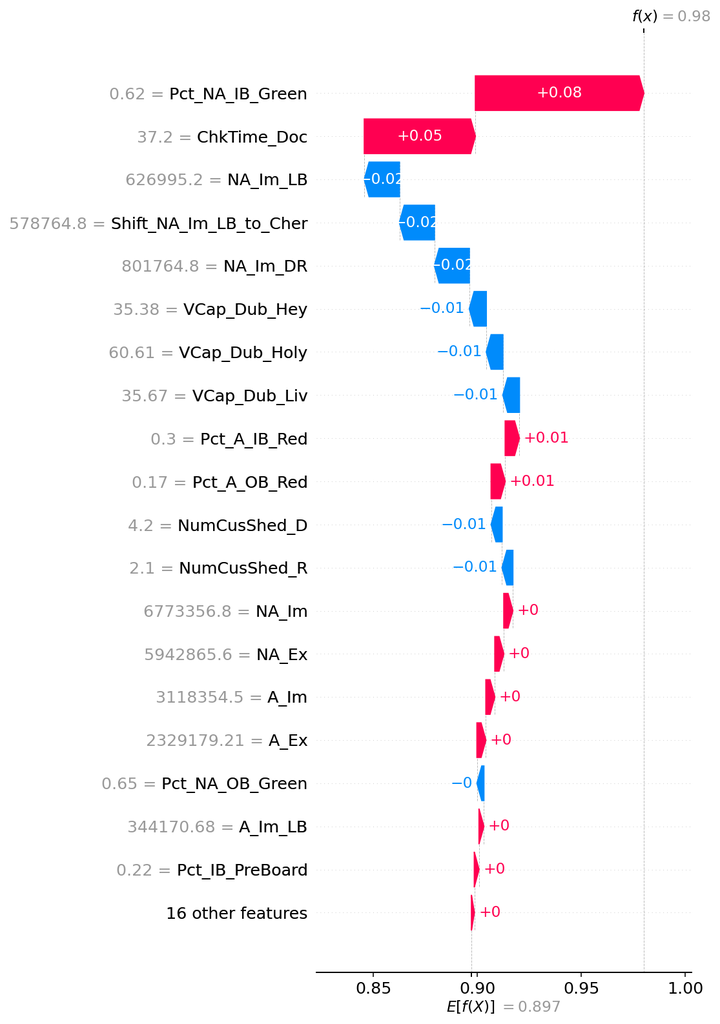 f(x) = 0.98
0.62 = Pct_NA_IB_Green
+0.08
37.2 = ChkTime_Doc
+0.05
626995.2 = NA_Im_LB
−0.02
578764.8 = Shift_NA_Im_LB_to_Cher
−0.02
801764.8 = NA_Im_DR
−0.02
35.38 = VCap_Dub_Hey
−0.01
60.61 = VCap_Dub_Holy
−0.01
35.67 = VCap_Dub_Liv
−0.01
0.3 = Pct_A_IB_Red
+0.01
0.17 = Pct_A_OB_Red
+0.01
4.2 = NumCusShed_D
−0.01
2.1 = NumCusShed_R
−0.01
6773356.8 = NA_Im
+0
5942865.6 = NA_Ex
+0
3118354.5 = A_Im
+0
2329179.21 = A_Ex
+0
0.65 = Pct_NA_OB_Green
−0
344170.68 = A_Im_LB
+0
0.22 = Pct_IB_PreBoard
+0
16 other features
+0
0.85 0.90 0.95 1.00
E[f(X)] = 0.897